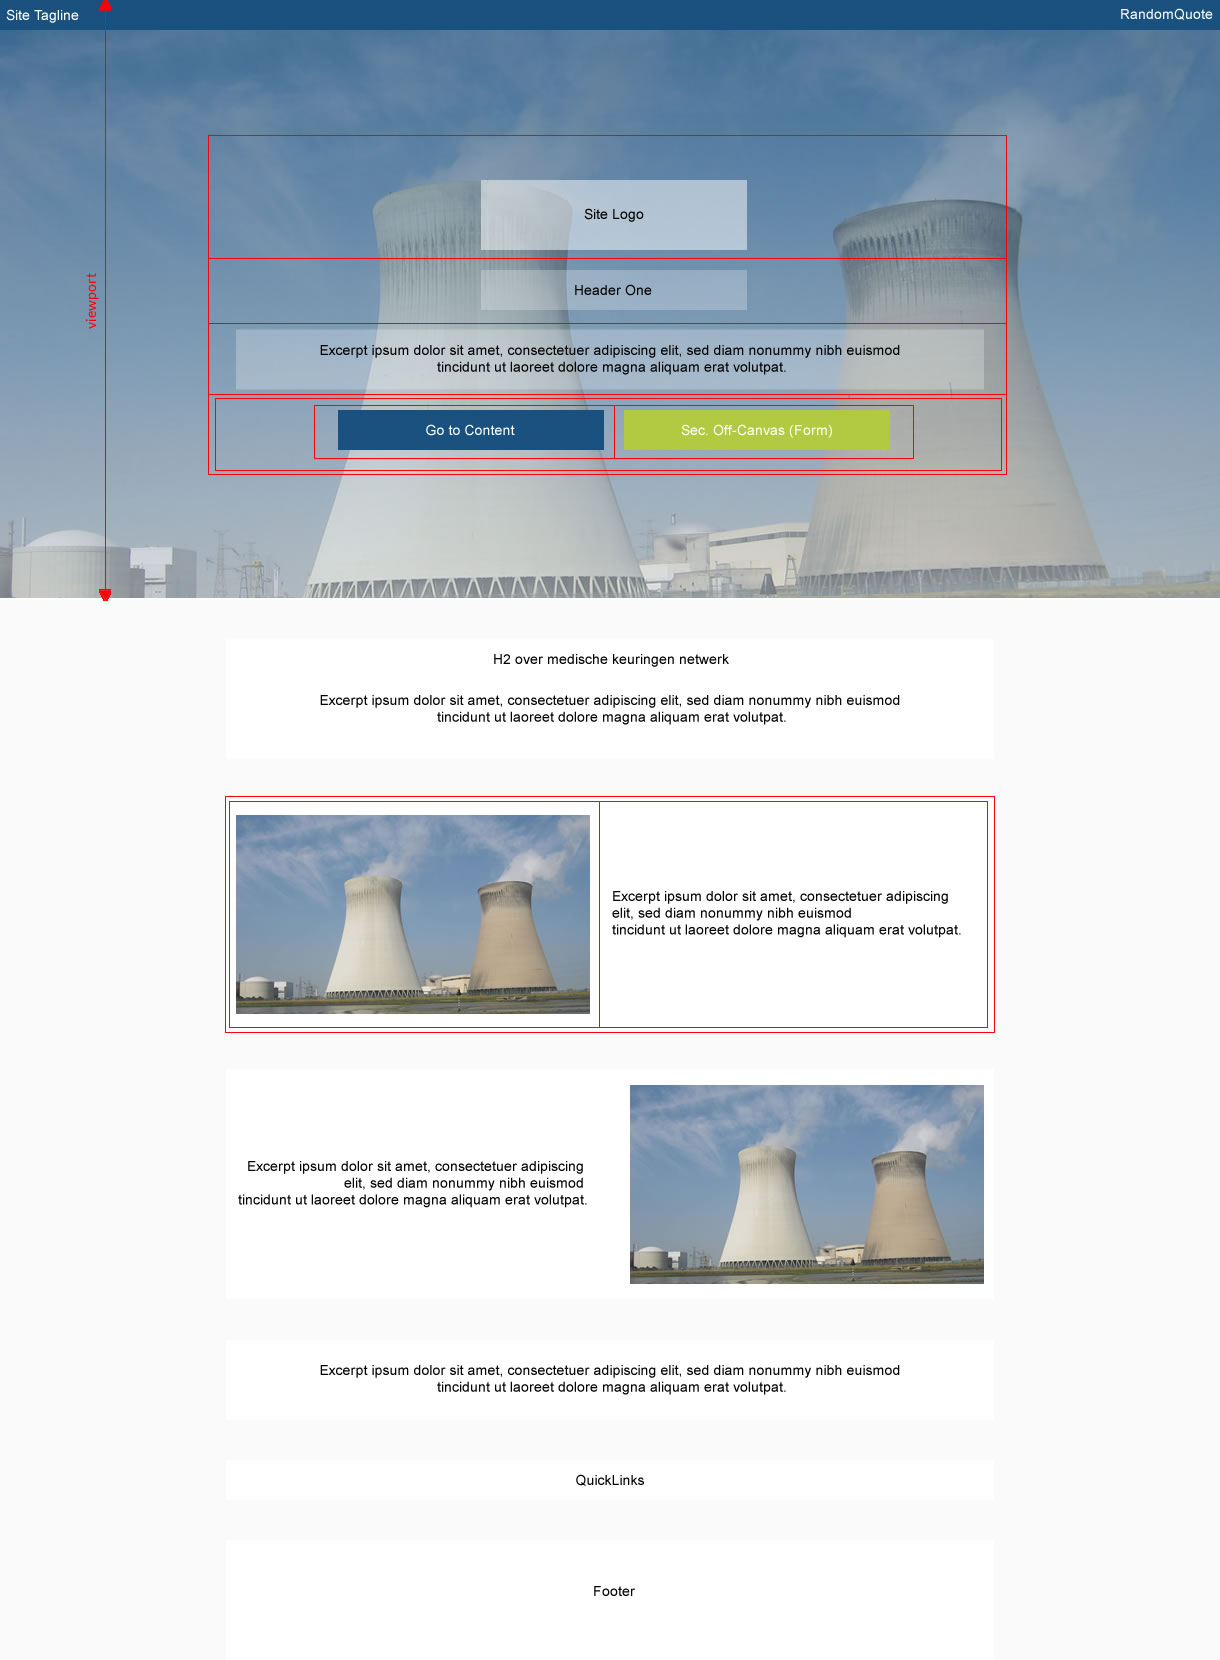 Site Tagline
RandomQuote
viewport
Site Logo
Header One
Excerpt ipsum dolor sit amet, consectetuer adipiscing elit, sed diam nonummy nibh euismod
tincidunt ut laoreet dolore magna aliquam erat volutpat.
Go to Content
Sec. Off-Canvas (Form)
H2 over medische keuringen netwerk
Excerpt ipsum dolor sit amet, consectetuer adipiscing elit, sed diam nonummy nibh euismod
tincidunt ut laoreet dolore magna aliquam erat volutpat.
Excerpt ipsum dolor sit amet, consectetuer adipiscing
elit, sed diam nonummy nibh euismod
tincidunt ut laoreet dolore magna aliquam erat volutpat.
Excerpt ipsum dolor sit amet, consectetuer adipiscing
elit, sed diam nonummy nibh euismod
tincidunt ut laoreet dolore magna aliquam erat volutpat.
Excerpt ipsum dolor sit amet, consectetuer adipiscing elit, sed diam nonummy nibh euismod
tincidunt ut laoreet dolore magna aliquam erat volutpat.
QuickLinks
Footer